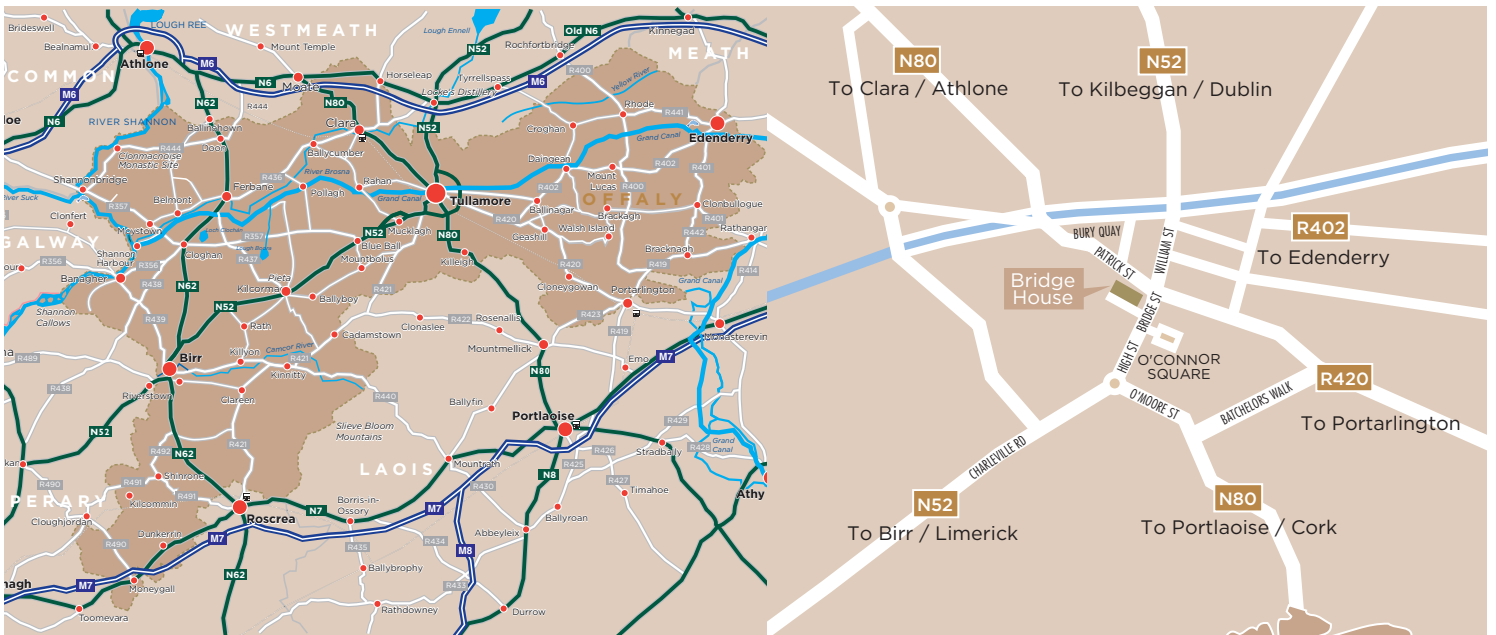 Brideswell
LOUGH REE
WESTMEATH
Lough Ennell
Old N6
Kinnegad
Bealnamul
Athlone
Mount Temple
N52
Rochfortbridge
MEATH
COMMON
M6
N6
Moate
Horseleap
Tyrrellspass
M6
R400
Yellow River
M6
N6
N62
R444
N80
Locke's Distillery
Rhode
R441
RIVER SHANNON
Ballinahown
Clara
N52
Croghan
Grand Canal
Edenderry
Doon
R444
Clonmacnoise
Monastic Site
Ballycumber
Daingean
R402
R401
Shannonbridge
R436
River Brosna
Rahan
Mount
Lucas
R400
Ferbane
Pollagh
Grand Canal
Tullamore
R402
OFFALY
Clonbullogue
River Suck
Belmont
R357
Clonfert
Moystown
Ballinagar
Brackagh
R401
R420
Mucklagh
Geashill
Walsh Island
R442
Rathangan
GALWAY
Shannon
Harbour
R357
Lough Boora
N52
Blue Ball
N80
Bracknagh
R356
R356
Cloghan
R437
Mountbolus
Killeigh
R420
R419
R414
Banagher
R438
Pieta
R421
Cloneygowan
Grand Canal
N62
Kilcormac
Ballyboy
Portarlington
Shannon
Callows
R439
N52
Rath
Cadamstown
Clonaslee
R422
Rosenallis
R423
R419
Monasterevin
R489
Birr
Killyon
Camcor River
R421
Mountmellick
Emo
M7
Kinnitty
N80
R438
Riverstown
Clareen
R440
Ballyfin
Portlaoise
N52
Slieve Bloom
Mountains
R429
R421
R492
N62
R426
Stradbally
R428
Grand
Canal
LAOIS
Mountrath
R425
N8
Shinrone
R490
R491
R491
R430
R427
PERARY
Kilcommin
Roscrea
N7
Borris-in-
Ossory
M7
Timahoe
Athy
Cloughjordan
Dunkerrin
Ballyroan
R490
M7
R435
R434
Abbeyleix
M8
N62
Ballybrophy
R433
nagh
M7
Moneygall
Toomevara
Rathdowney
Durrow
N80
To Clara / Athlone
N52
To Kilbeggan / Dublin
BURY QUAY
PATRICK ST
WILLIAM ST
R402
To Edenderry
Bridge
House
BRIDGE ST
HIGH ST
O'CONNOR
SQUARE
R420
To Portarlington
O'MOORE ST
BATCHELORS WALK
CHARLEVILLE RD
N52
To Birr / Limerick
N80
To Portlaoise / Cork